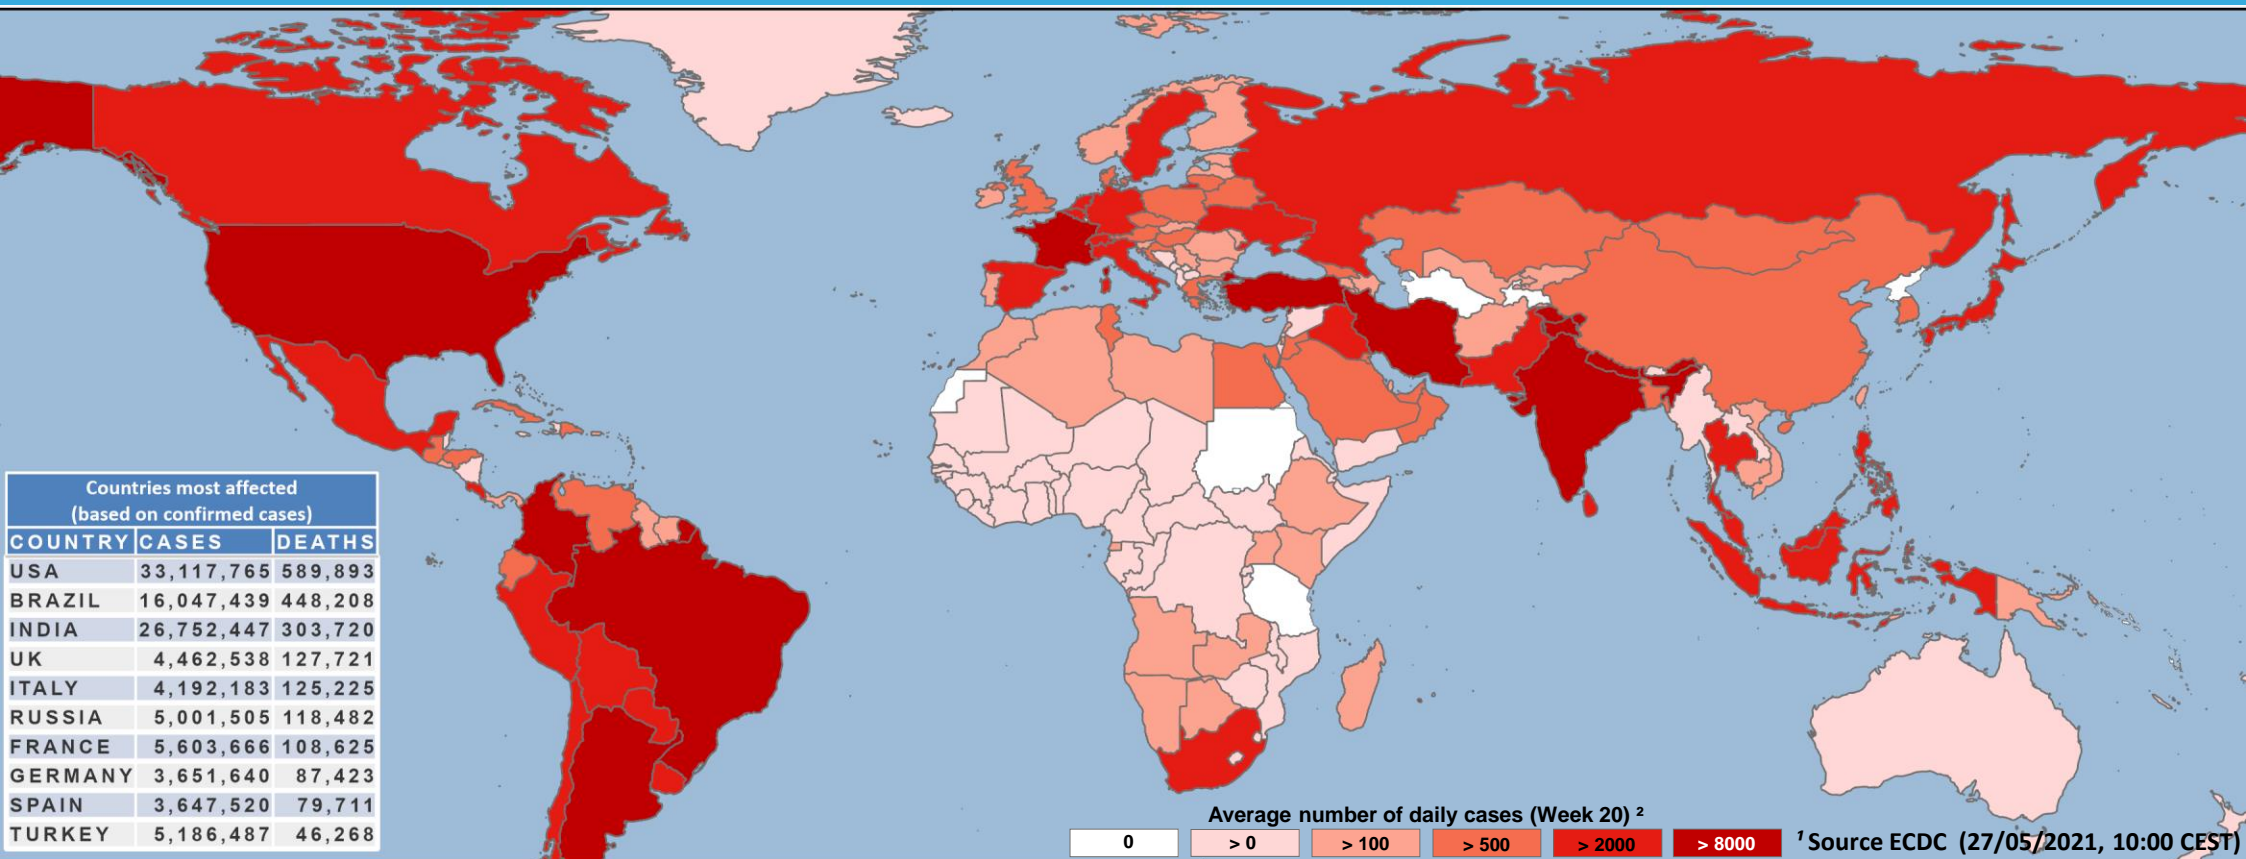 Countries most affected
(based on confirmed cases)
COUNTRY CASES DEATHS
USA 33,117,765 589,893
BRAZIL 16,047,439 448,208
INDIA 26,752,447 303,720
UK 4,462,538 127,721
ITALY 4,192,183 125,225
RUSSIA 5,001,505 118,482
FRANCE 5,603,666 108,625
GERMANY 3,651,640 87,423
SPAIN 3,647,520 79,711
TURKEY 5,186,487 46,268
Average number of daily cases (Week 20) ²
0 > 0 > 100 > 500 > 2000 > 8000
¹ Source ECDC (27/05/2021, 10:00 CEST)